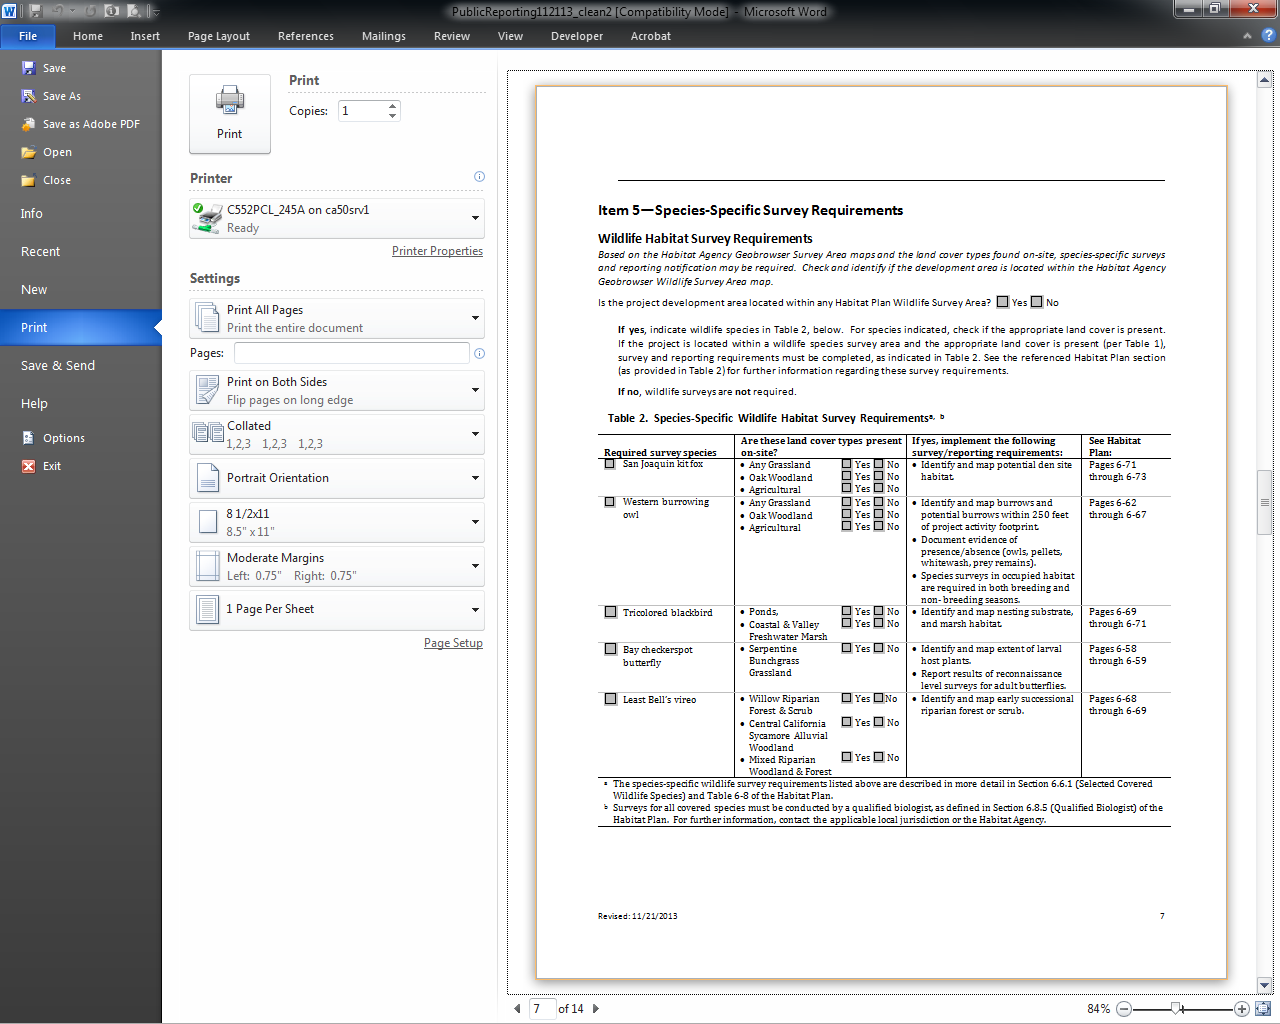 PublicReporting112113_clean2 [Compatibility Mode] - Microsoft Word
File Home Insert Page Layout References Mailings Review View Developer Acrobat
Save
Save As
Save as Adobe PDF
Open
Close
Info
Recent
New
Print
Save & Send
Help
Options
Exit
Print
Print
Copies: 1
Printer
C552PCL_245A on ca50srv1
Ready
Printer Properties
Settings
Print All Pages
Print the entire document
Pages:
Print on Both Sides
Flip pages on long edge
Collated
1,2,3 1,2,3 1,2,3
Portrait Orientation
8 1/2x11
8.5" x 11"
Moderate Margins
Left: 0.75" Right: 0.75"
1 Page Per Sheet
Page Setup
Item 5—Species-Specific Survey Requirements
Wildlife Habitat Survey Requirements
Based on the Habitat Agency Geobrowser Survey Area maps and the land cover types found on-site, species-specific surveys
and reporting notification may be required. Check and identify if the development area is located within the Habitat Agency
Geobrowser Wildlife Survey Area map.
Is the project development area located within any Habitat Plan Wildlife Survey Area? Yes No
If yes, indicate wildlife species in Table 2, below. For species indicated, check if the appropriate land cover is present.
If the project is located within a wildlife species survey area and the appropriate land cover is present (per Table 1),
survey and reporting requirements must be completed, as indicated in Table 2. See the referenced Habitat Plan section
(as provided in Table 2) for further information regarding these survey requirements.
If no, wildlife surveys are not required.
Table 2. Species-Specific Wildlife Habitat Survey Requirements a, b
Required survey species
Are these land cover types present
on-site?
If yes, implement the following
survey/reporting requirements:
See Habitat
Plan:
San Joaquin kit fox
• Any Grassland Yes No
• Oak Woodland Yes No
• Agricultural Yes No
• Identify and map potential den site
habitat.
Pages 6-71
through 6-73
Western burrowing
owl
• Any Grassland Yes No
• Oak Woodland Yes No
• Agricultural Yes No
• Identify and map burrows and
potential burrows within 250 feet
of project activity footprint.
• Document evidence of
presence/absence (owls, pellets,
whitewash, prey remains).
• Species surveys in occupied habitat
are required in both breeding and
non- breeding seasons.
Pages 6-62
through 6-67
Tricolored blackbird
• Ponds, Yes No
• Coastal & Valley Yes No
Freshwater Marsh
• Identify and map nesting substrate,
and marsh habitat.
Pages 6-69
through 6-71
Bay checkerspot
butterfly
• Serpentine Yes No
Bunchgrass
Grassland
• Identify and map extent of larval
host plants.
• Report results of reconnaissance
level surveys for adult butterflies.
Pages 6-58
through 6-59
Least Bell's vireo
• Willow Riparian Yes No
Forest & Scrub
• Central California Yes No
Sycamore Alluvial
Woodland
• Mixed Riparian Yes No
Woodland & Forest
• Identify and map early successional
riparian forest or scrub.
Pages 6-68
through 6-69
a The species-specific wildlife survey requirements listed above are described in more detail in Section 6.6.1 (Selected Covered
Wildlife Species) and Table 6-8 of the Habitat Plan.
b Surveys for all covered species must be conducted by a qualified biologist, as defined in Section 6.8.5 (Qualified Biologist) of the
Habitat Plan. For further information, contact the applicable local jurisdiction or the Habitat Agency.
Revised: 11/21/2013 7
7 of 14
84%